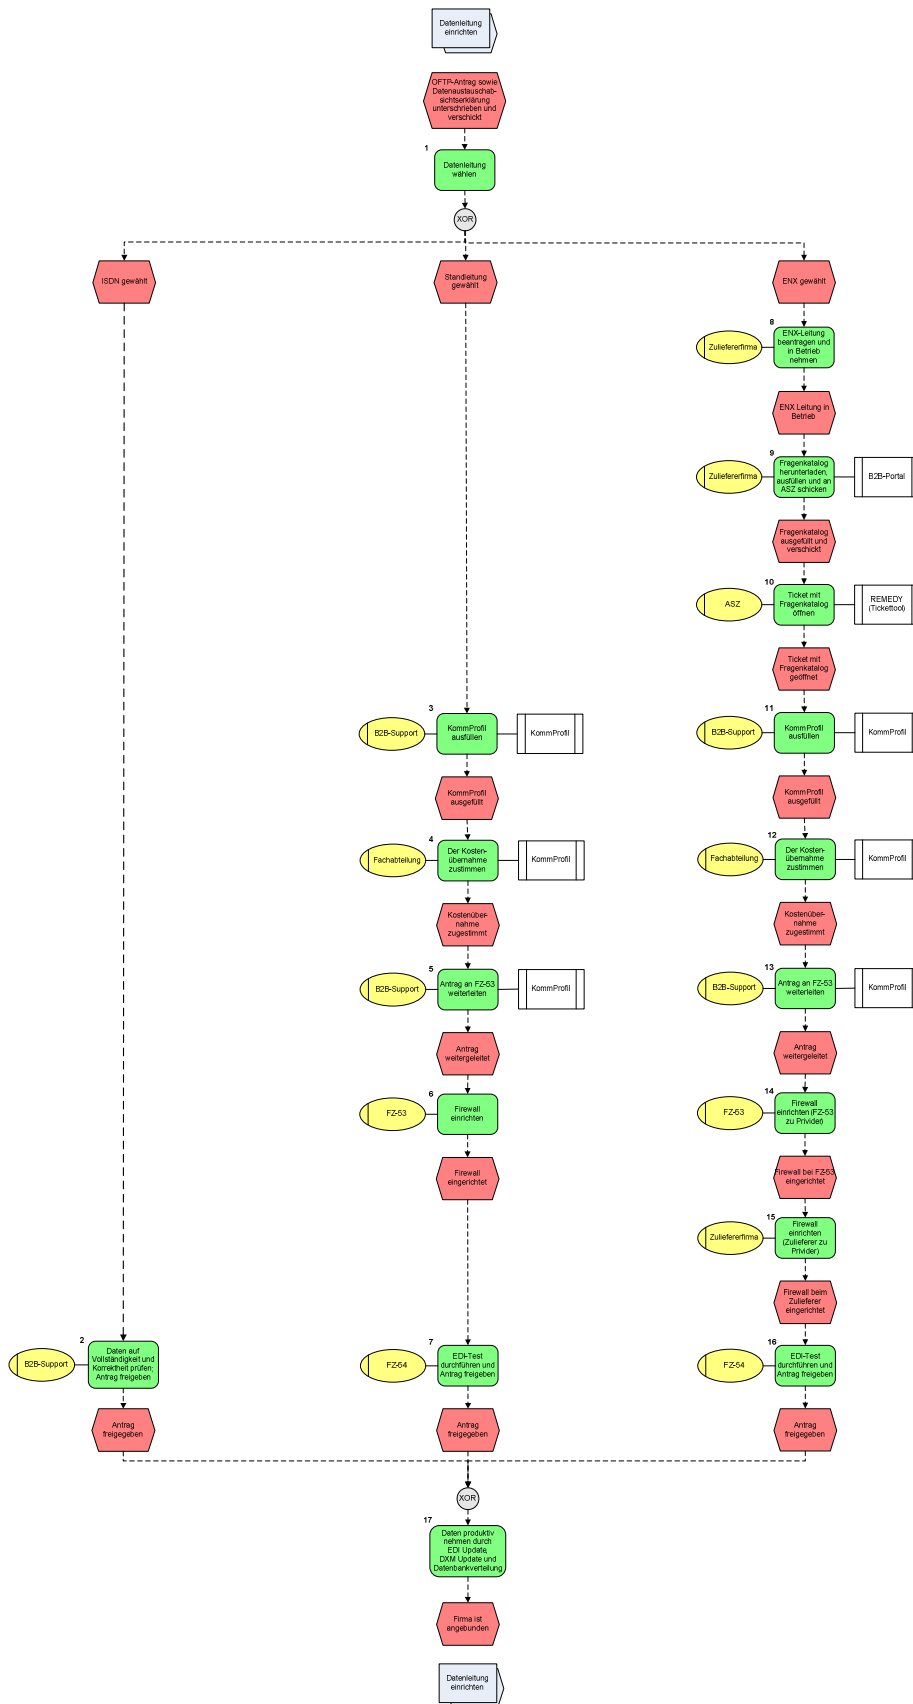 Datenleitung
einrichten
OFTP-Antrag sowie
Datenaustauschab-
sichtserklärung
unterschrieben und
verschickt
1
Datenleitung
wählen
XOR
ISDN gewählt
Standleitung
gewählt
ENX gewählt
8
Zuliefererfirma
ENX-Leitung
beantragen und
in Betrieb
nehmen
ENX Leitung in
Betrieb
9
Zuliefererfirma
Fragenkatalog
herunterladen,
ausfüllen und an
ASZ schicken
B2B-Portal
Fragenkatalog
ausgefüllt und
verschickt
10
ASZ
Ticket mit
Fragenkatalog
öffnen
REMEDY
(Tickettool)
Ticket mit
Fragenkatalog
geöffnet
3
B2B-Support
KommProfil
ausfüllen
KommProfil
11
B2B-Support
KommProfil
ausfüllen
KommProfil
KommProfil
ausgefüllt
KommProfil
ausgefüllt
4
Fachabteilung
Der Kosten-
übernahme
zustimmen
KommProfil
12
Fachabteilung
Der Kosten-
übernahme
zustimmen
KommProfil
Kostenüber-
nahme
zugestimmt
Kostenüber-
nahme
zugestimmt
5
B2B-Support
Antrag an FZ-53
weiterleiten
KommProfil
13
B2B-Support
Antrag an FZ-53
weiterleiten
KommProfil
Antrag
weitergeleitet
Antrag
weitergeleitet
6
FZ-53
Firewall
einrichten
14
FZ-53
Firewall
einrichten (FZ-53
zu Privider)
Firewall
eingerichtet
Firewall bei FZ-53
eingerichtet
15
Zuliefererfirma
Firewall
einrichten
(Zulieferer zu
Privider)
Firewall beim
Zulieferer
eingerichtet
2
B2B-Support
Daten auf
Vollständigkeit und
Korrektheit prüfen;
Antrag freigeben
7
FZ-54
EDI-Test
durchführen und
Antrag freigeben
16
FZ-54
EDI-Test
durchführen und
Antrag freigeben
Antrag
freigegeben
Antrag
freigegeben
Antrag
freigegeben
XOR
17
Daten produktiv
nehmen durch
EDI Update,
DXM Update und
Datenbankverteilung
Firma ist
angebunden
Datenleitung
einrichten